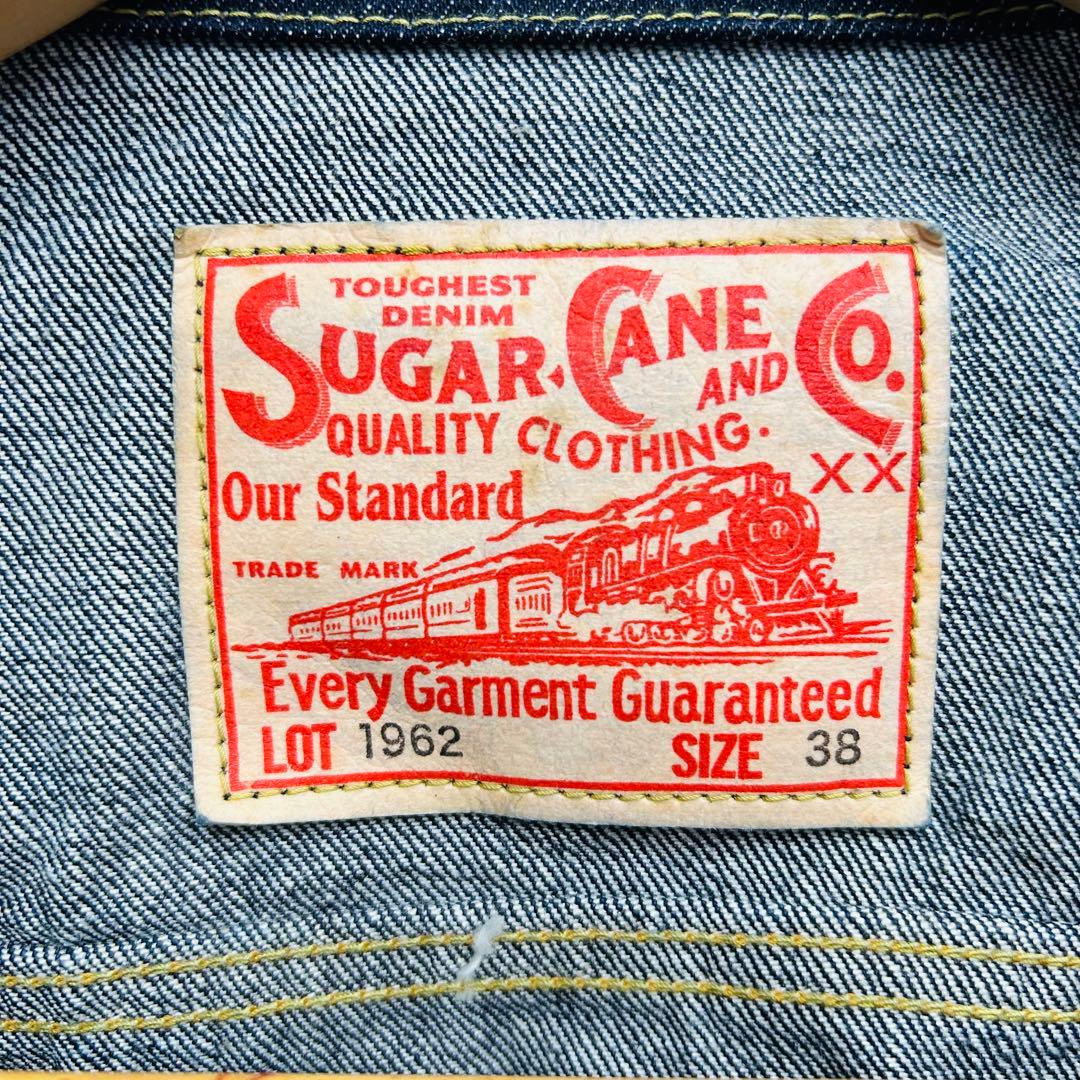 TOUGHEST
DENIM
SUGAR CANE Co.
AND
QUALITY CLOTHING.
XX
Our Standard
TRADE MARK
Every Garment Guaranteed
LOT 1962 SIZE 38